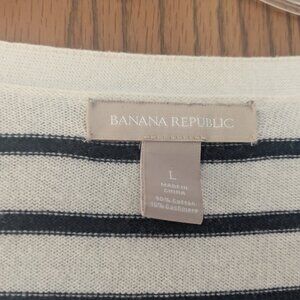 BANANA REPUBLIC
L
MADE IN
CHINA
90% Cotton
10% Cashmere